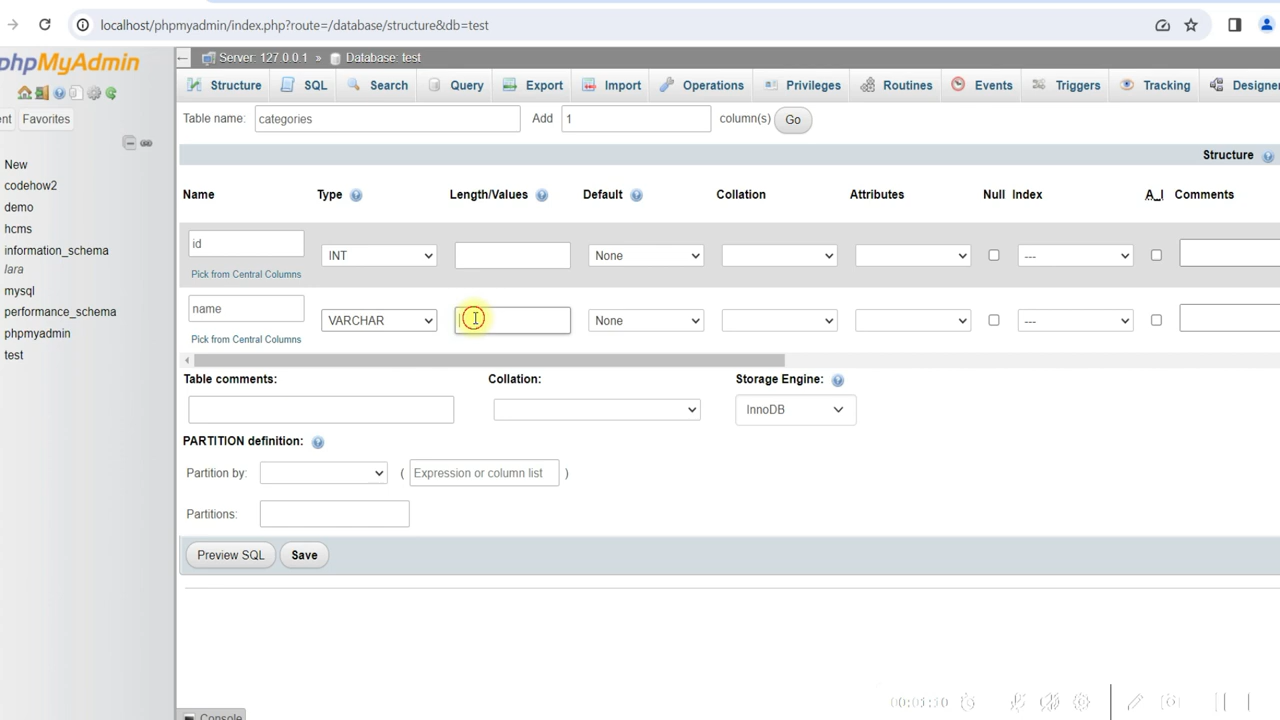 localhost/phpmyadmin/index.php?route=/database/structure&db=test
phpMyAdmin
Server: 127.0.0.1 » Database: test
Structure SQL Search Query Export Import Operations Privileges Routines Events Triggers Tracking Designer
ent Favorites
Table name: categories Add 1 column(s) Go
Structure
New
codehow2
demo
hcms
information_schema
lara
mysql
performance_schema
phpmyadmin
test
Name Type Length/Values Default Collation Attributes Null Index A_I Comments
id INT None ---
Pick from Central Columns
name VARCHAR None ---
Pick from Central Columns
Table comments: Collation: Storage Engine:
InnoDB
PARTITION definition:
Partition by: ( Expression or column list )
Partitions:
Preview SQL Save
Console